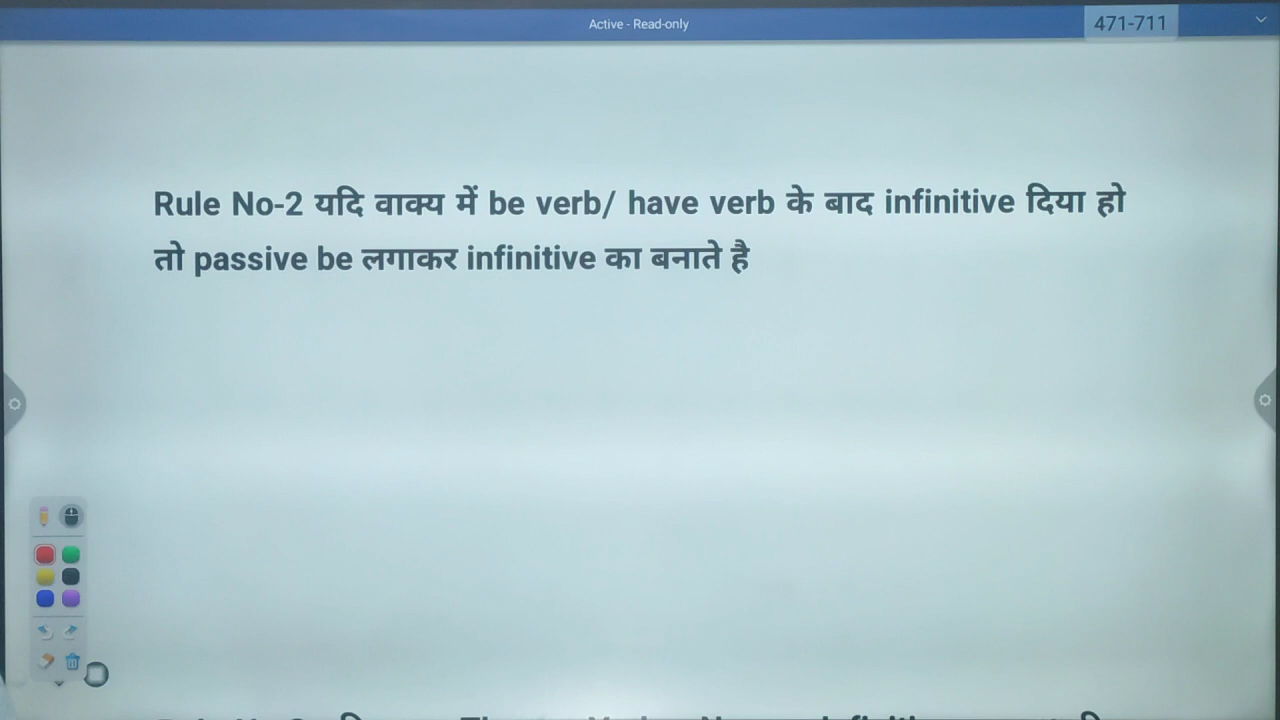 Active - Read-only
471-711
Rule No-2 यदि वाक्य में be verb/ have verb के बाद infinitive दिया हो
तो passive be लगाकर infinitive का बनाते है